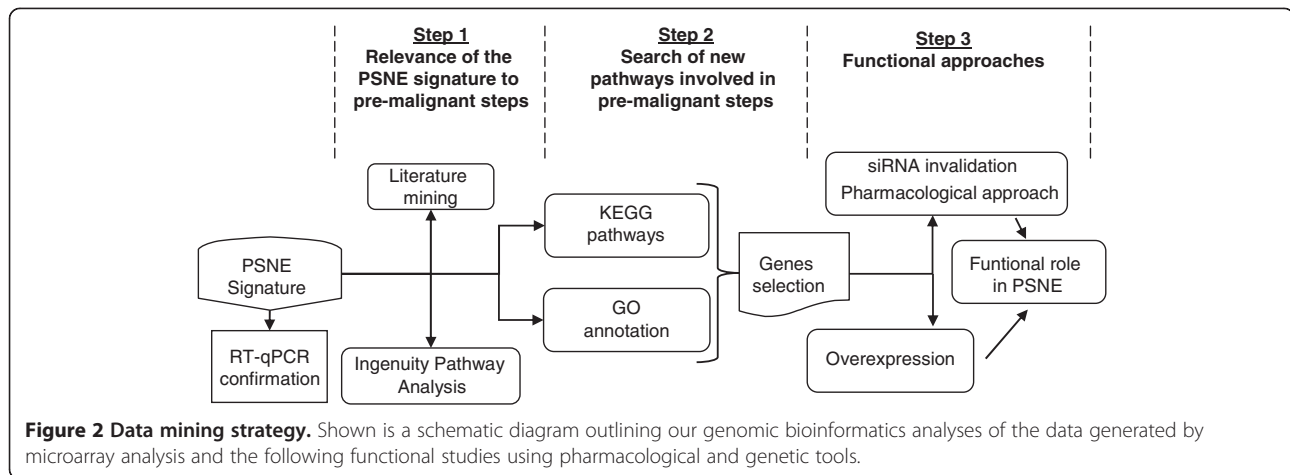 Step 1
Relevance of the
PSNE signature to
pre-malignant steps
Step 2
Search of new
pathways involved in
pre-malignant steps
Step 3
Functional approaches
PSNE
Signature
RT-qPCR
confirmation
Literature
mining
Ingenuity Pathway
Analysis
KEGG
pathways
GO
annotation
Genes
selection
siRNA invalidation
Pharmacological approach
Overexpression
Funtional role
in PSNE
Figure 2 Data mining strategy. Shown is a schematic diagram outlining our genomic bioinformatics analyses of the data generated by
microarray analysis and the following functional studies using pharmacological and genetic tools.